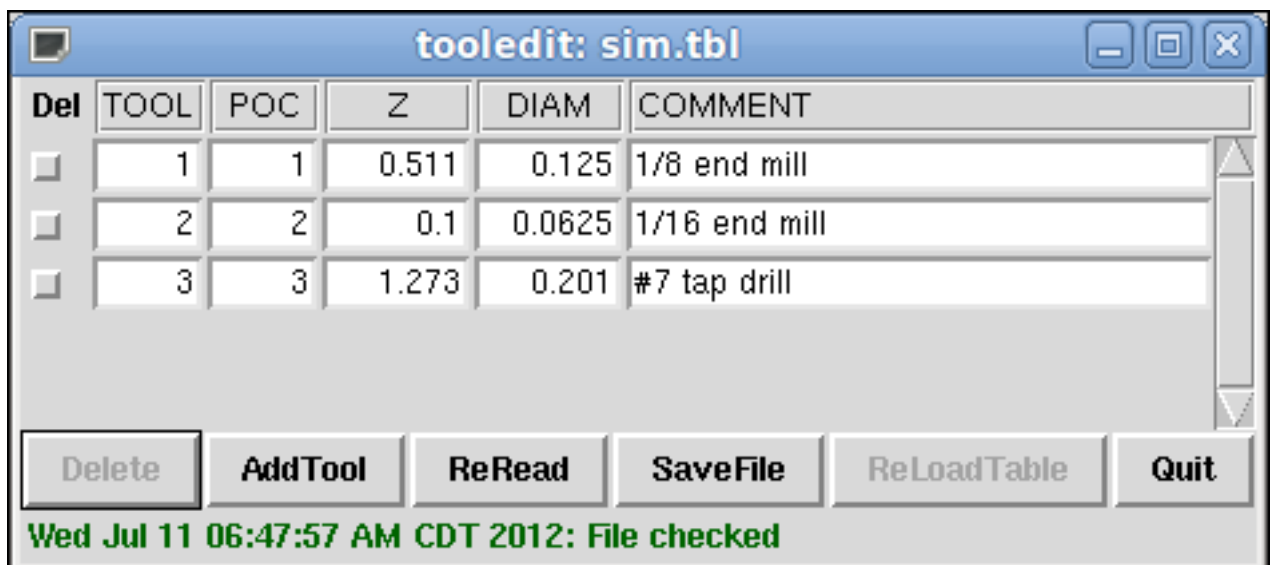 tooledit: sim.tbl
Del TOOL POC Z DIAM COMMENT
1 1 0.511 0.125 1/8 end mill
2 2 0.1 0.0625 1/16 end mill
3 3 1.273 0.201 #7 tap drill
Delete AddTool ReRead SaveFile ReLoadTable Quit
Wed Jul 11 06:47:57 AM CDT 2012: File checked